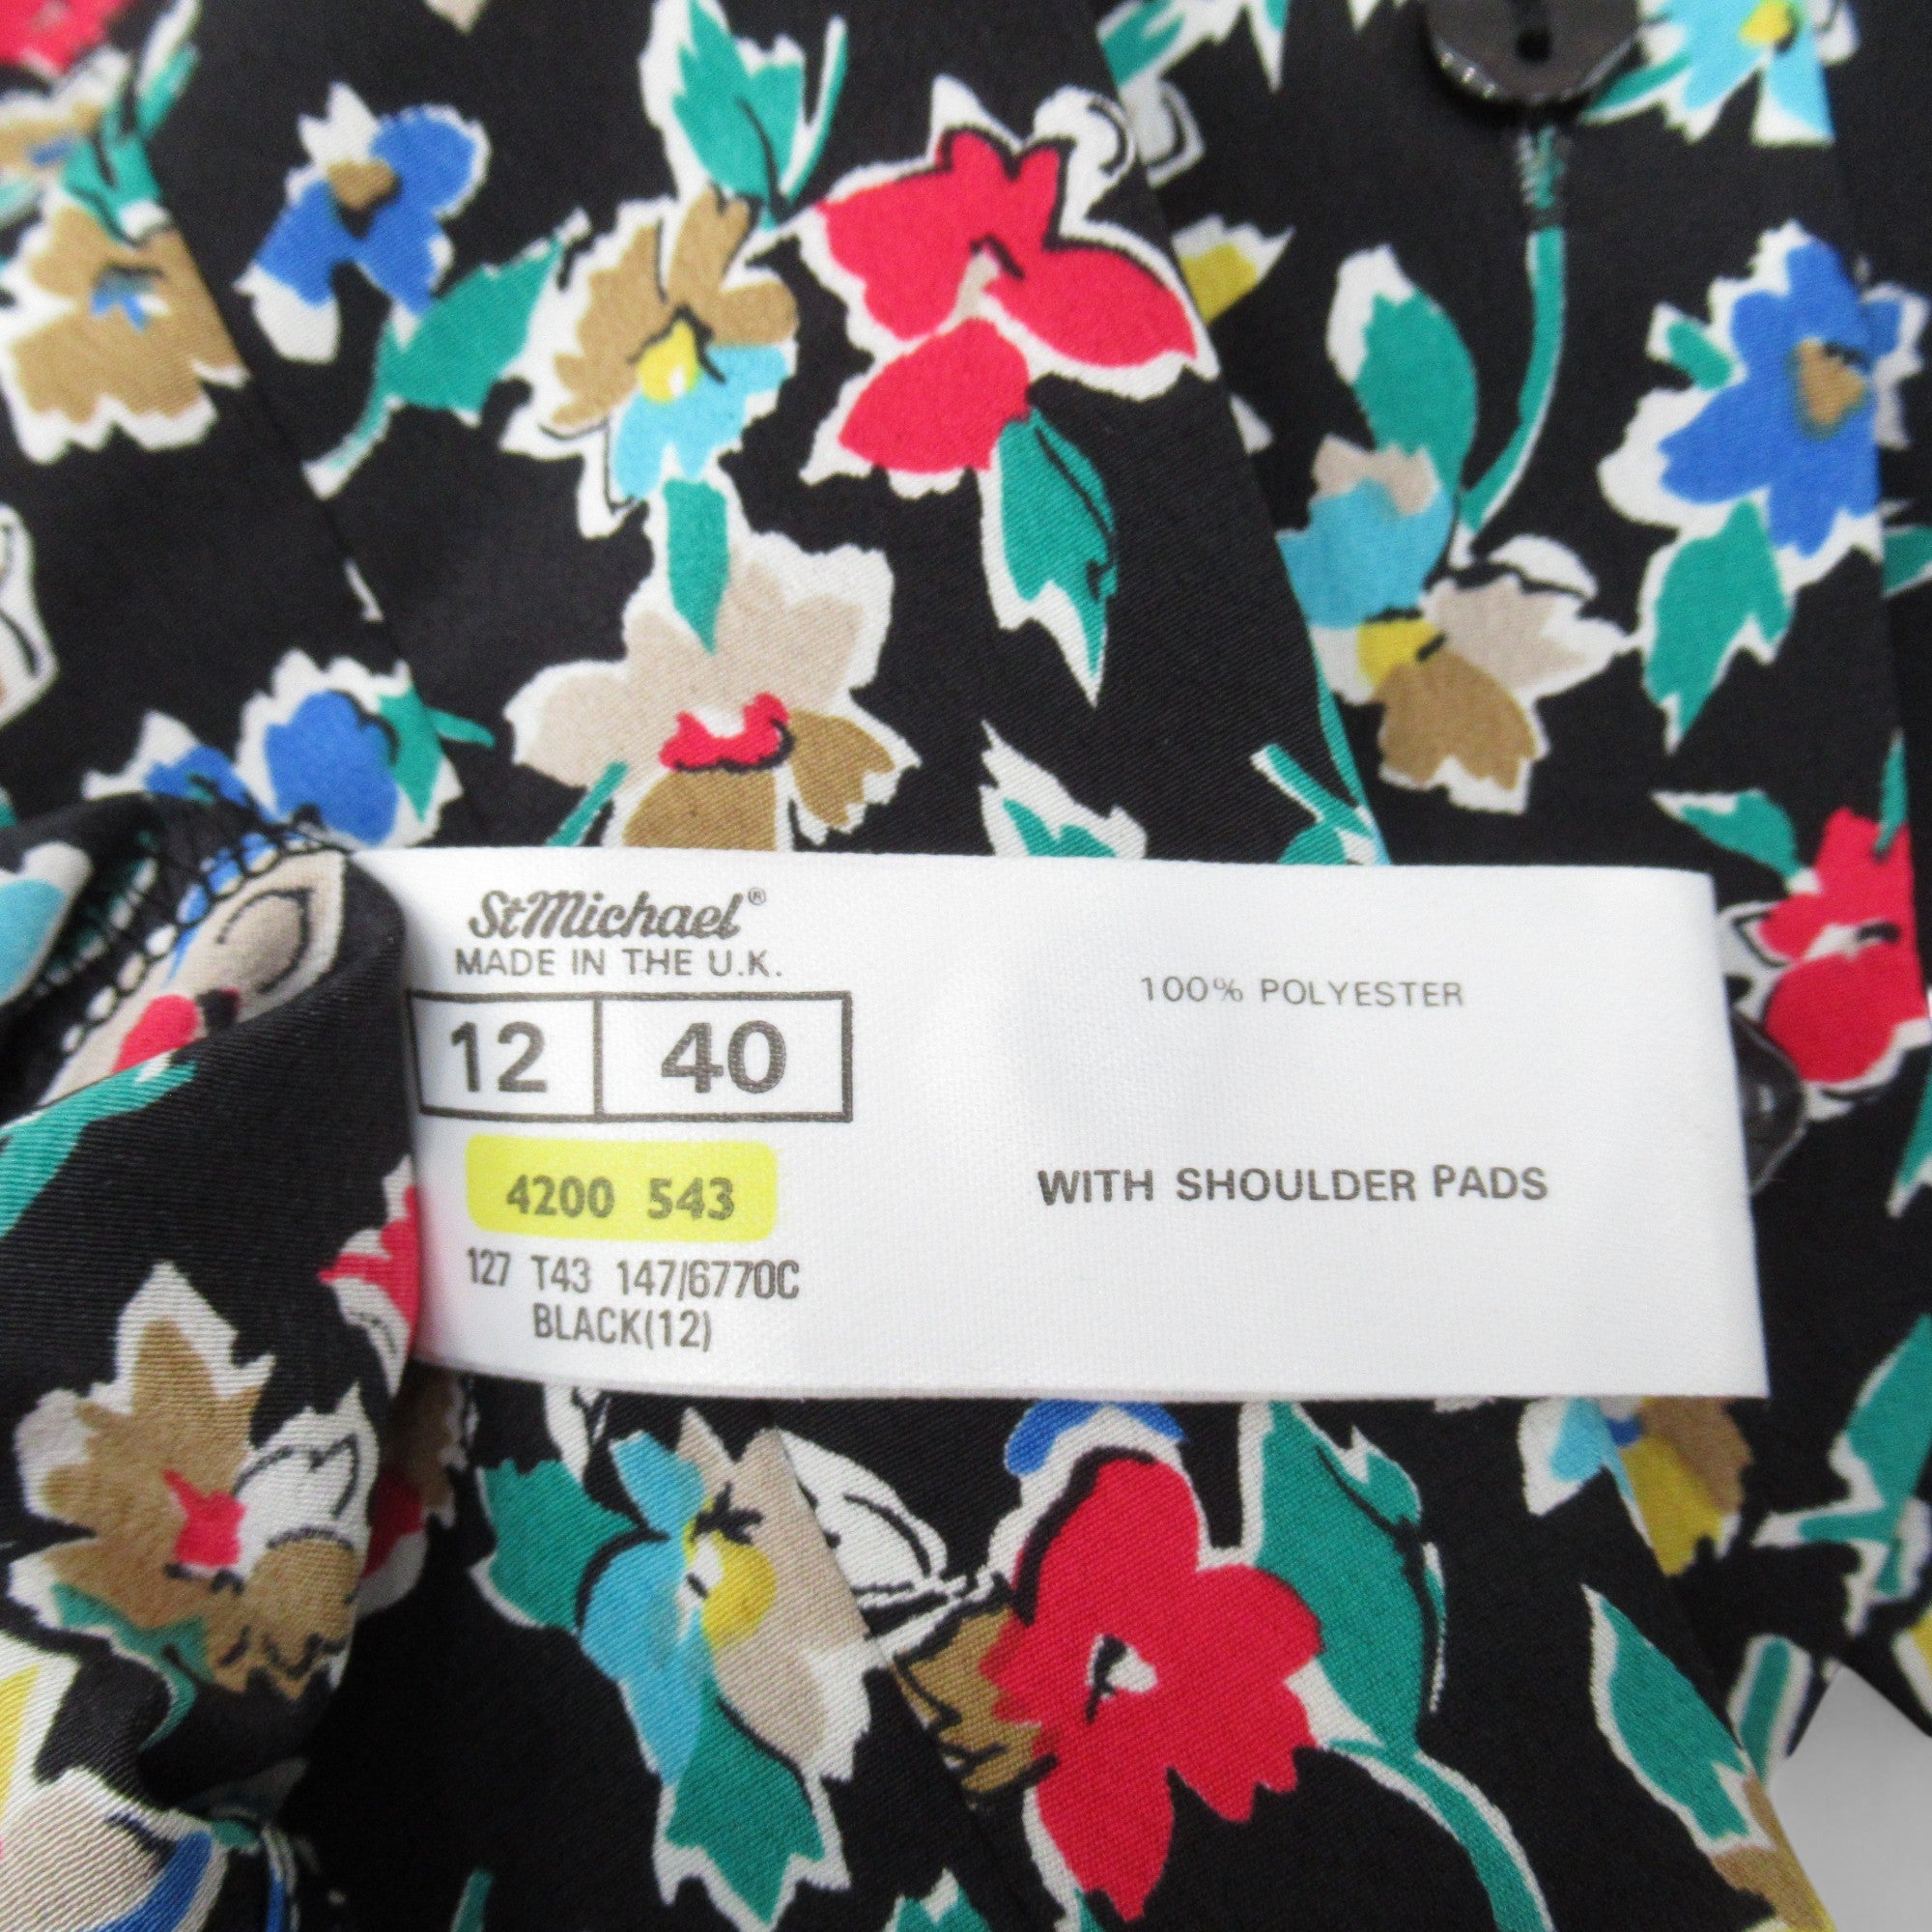 StMichael®
MADE IN THE U.K.
12 40
4200 543
127 T43 147/6770C
BLACK(12)
100% POLYESTER
WITH SHOULDER PADS